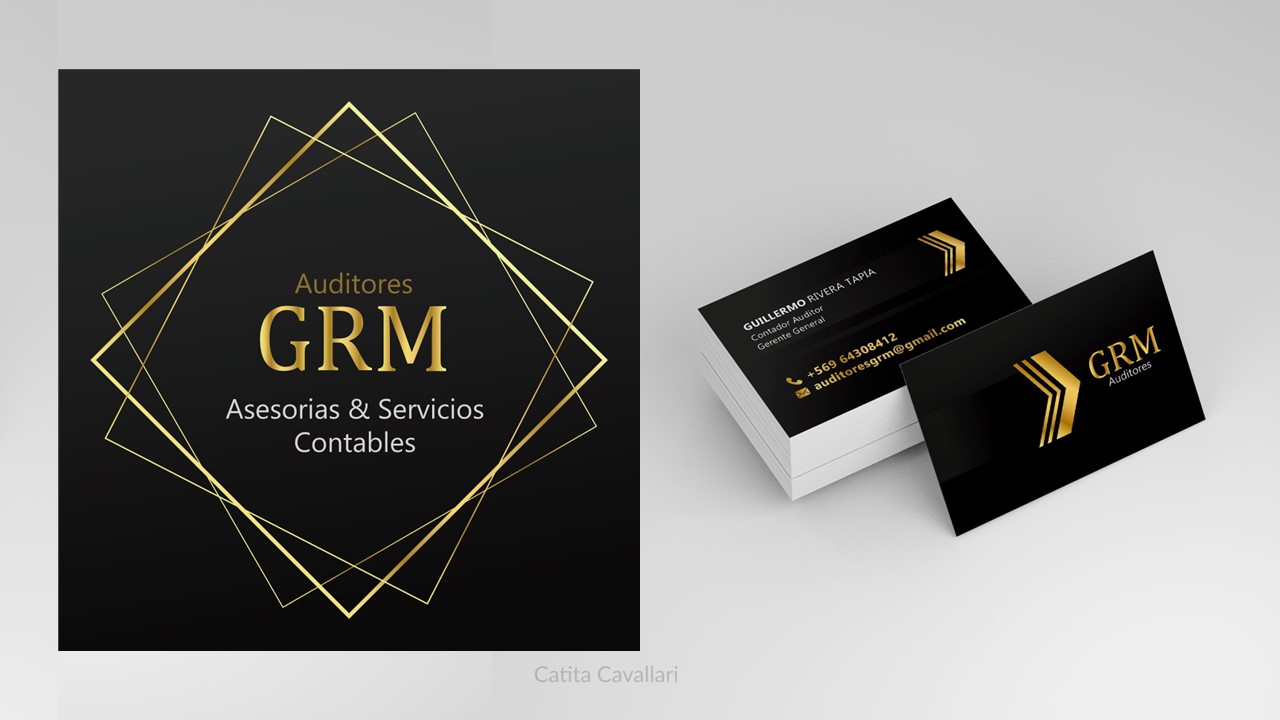 Auditores
GRM
Asesorias & Servicios
Contables
GUILLERMO RIVERA TAPIA
Contador Auditor
Gerente General
+569 64308412
auditoresgrm@gmail.com
GRM
Auditores
Catita Cavallari